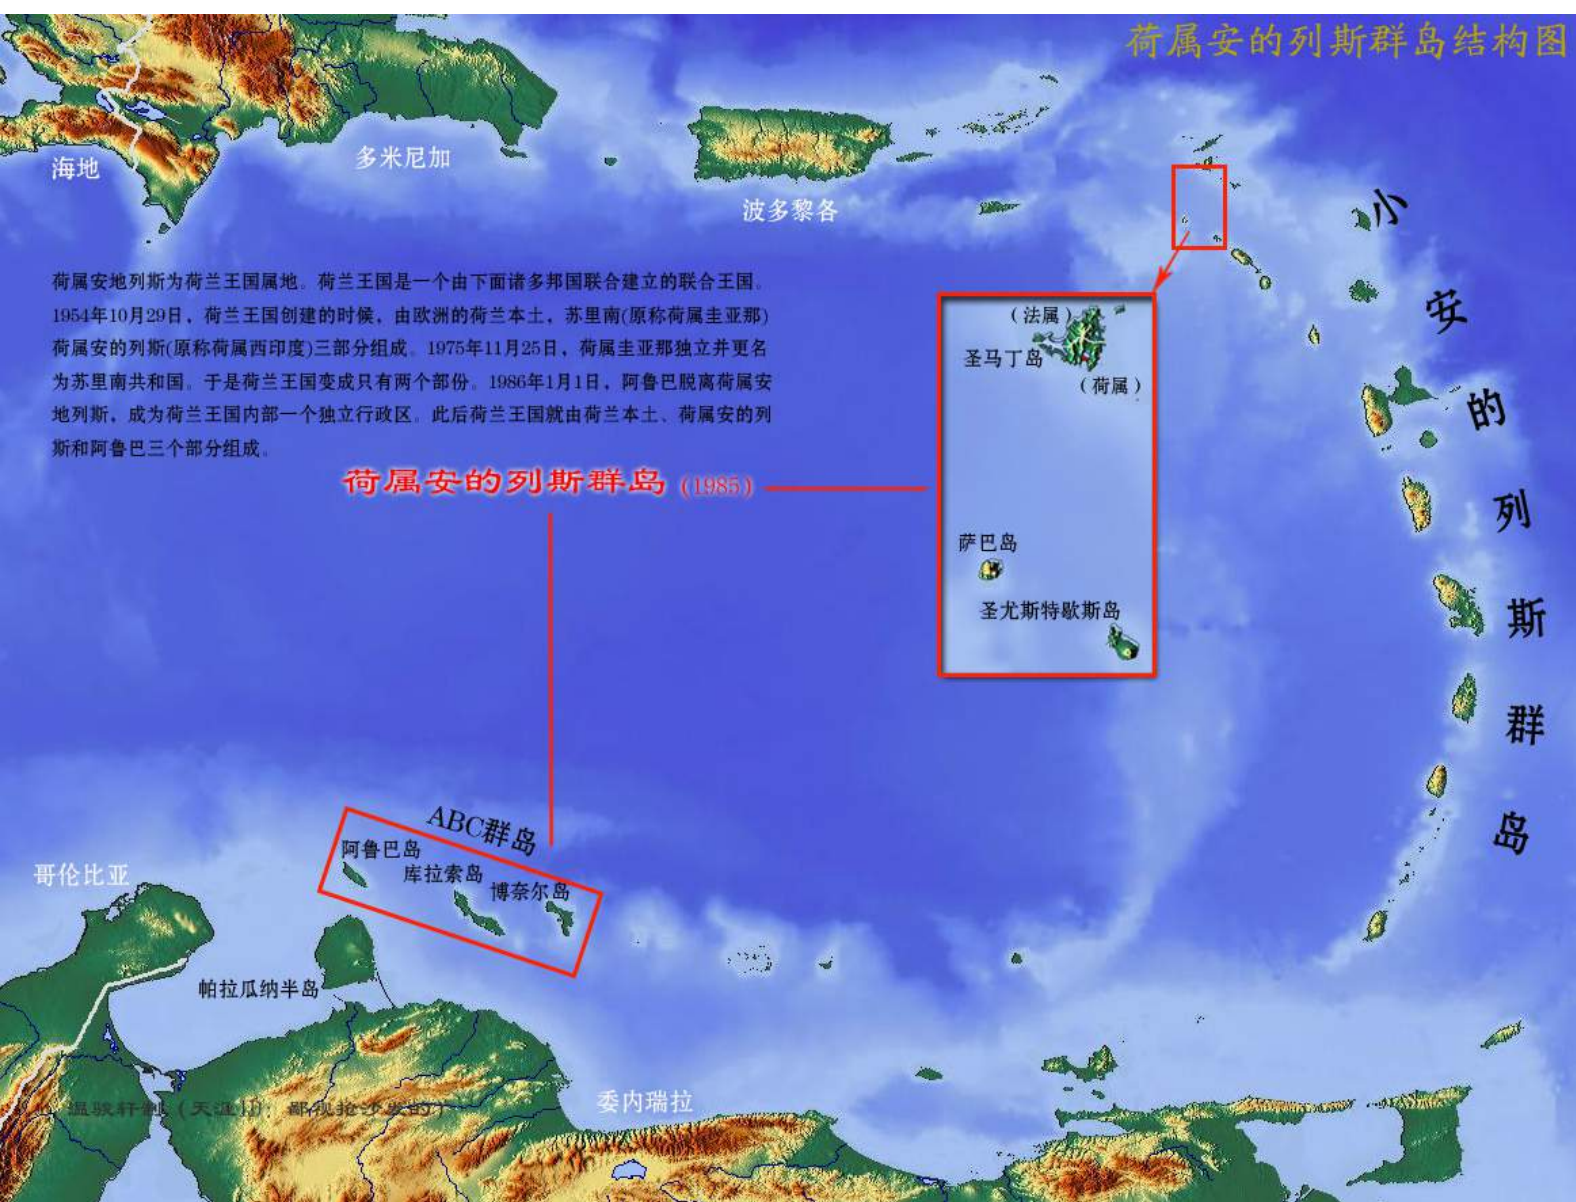 荷属安的列斯群岛结构图
海地
多米尼加
波多黎各
小安的列斯群岛
荷属安地列斯为荷兰王国属地。荷兰王国是一个由下面诸多邦国联合建立的联合王国。
1954年10月29日，荷兰王国创建的时候，由欧洲的荷兰本土，苏里南(原称荷属圭亚那)
荷属安的列斯(原称荷属西印度)三部分组成。1975年11月25日，荷属圭亚那独立并更名
为苏里南共和国。于是荷兰王国变成只有两个部份。1986年1月1日，阿鲁巴脱离荷属安
地列斯，成为荷兰王国内部一个独立行政区。此后荷兰王国就由荷兰本土、荷属安的列
斯和阿鲁巴三个部分组成。
荷属安的列斯群岛 (1985)
（法属）
圣马丁岛
（荷属）
萨巴岛
圣尤斯特歇斯岛
ABC群岛
阿鲁巴岛
库拉索岛
博奈尔岛
哥伦比亚
帕拉瓜纳半岛
委内瑞拉
温骏轩制（天涯